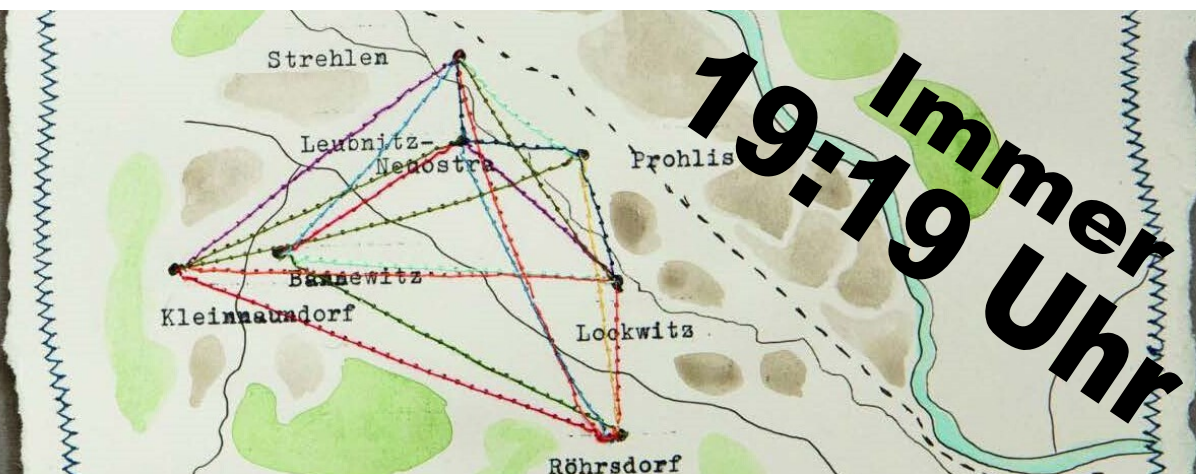 Strehlen
Leubnitz-
Neuostra
Prohlis
Bannewitz
Kleinnaundorf
Lockwitz
Röhrsdorf
Immer
19:19 Uhr